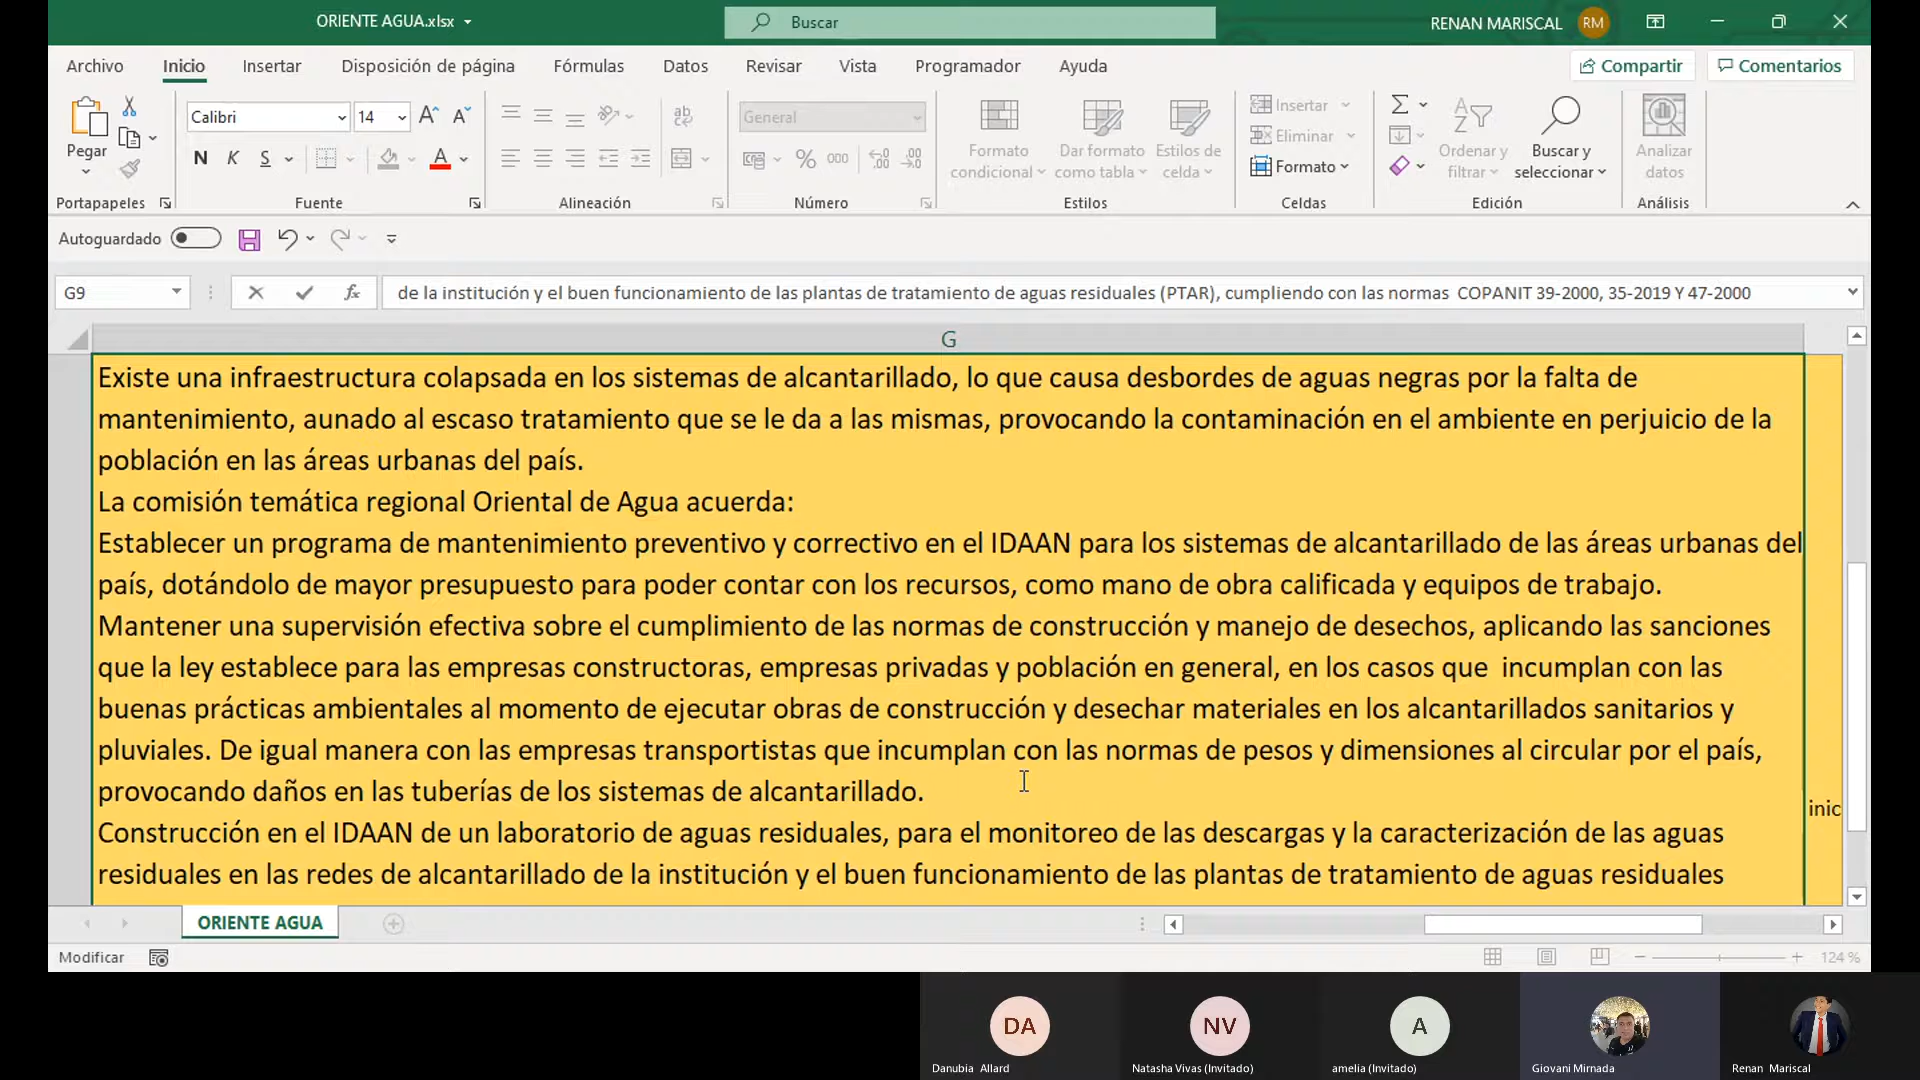 ORIENTE AGUA.xlsx
Buscar
RENAN MARISCAL
RM
Archivo
Inicio
Insertar
Disposición de página
Fórmulas
Datos
Revisar
Vista
Programador
Ayuda
Compartir
Comentarios
Pegar
Calibri
14
N K S
General
% 000
Formato condicional
Dar formato como tabla
Estilos de celda
Insertar
Eliminar
Formato
Ordenar y filtrar
Buscar y seleccionar
Analizar datos
Portapapeles
Fuente
Alineación
Número
Estilos
Celdas
Edición
Análisis
Autoguardado
G9
fx
de la institución y el buen funcionamiento de las plantas de tratamiento de aguas residuales (PTAR), cumpliendo con las normas  COPANIT 39-2000, 35-2019 Y 47-2000
G
Existe una infraestructura colapsada en los sistemas de alcantarillado, lo que causa desbordes de aguas negras por la falta de
mantenimiento, aunado al escaso tratamiento que se le da a las mismas, provocando la contaminación en el ambiente en perjuicio de la
población en las áreas urbanas del país.
La comisión temática regional Oriental de Agua acuerda:
Establecer un programa de mantenimiento preventivo y correctivo en el IDAAN para los sistemas de alcantarillado de las áreas urbanas del
país, dotándolo de mayor presupuesto para poder contar con los recursos, como mano de obra calificada y equipos de trabajo.
Mantener una supervisión efectiva sobre el cumplimiento de las normas de construcción y manejo de desechos, aplicando las sanciones
que la ley establece para las empresas constructoras, empresas privadas y población en general, en los casos que  incumplan con las
buenas prácticas ambientales al momento de ejecutar obras de construcción y desechar materiales en los alcantarillados sanitarios y
pluviales. De igual manera con las empresas transportistas que incumplan con las normas de pesos y dimensiones al circular por el país,
provocando daños en las tuberías de los sistemas de alcantarillado.
inic
Construcción en el IDAAN de un laboratorio de aguas residuales, para el monitoreo de las descargas y la caracterización de las aguas
residuales en las redes de alcantarillado de la institución y el buen funcionamiento de las plantas de tratamiento de aguas residuales
ORIENTE AGUA
Modificar
124 %
DA
NV
A
Danubia Allard
Natasha Vivas (Invitado)
amelia (Invitado)
Giovani Mirnada
Renan Mariscal